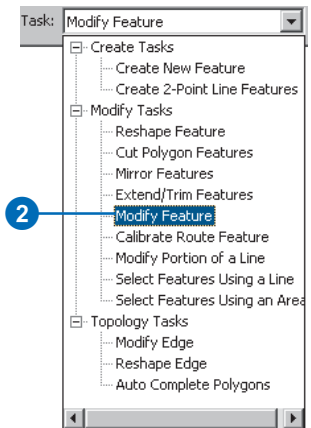 Task: Modify Feature
Create Tasks
Create New Feature
Create 2-Point Line Features
Modify Tasks
Reshape Feature
Cut Polygon Features
Mirror Features
Extend/Trim Features
2 Modify Feature
Calibrate Route Feature
Modify Portion of a Line
Select Features Using a Line
Select Features Using an Area
Topology Tasks
Modify Edge
Reshape Edge
Auto Complete Polygons